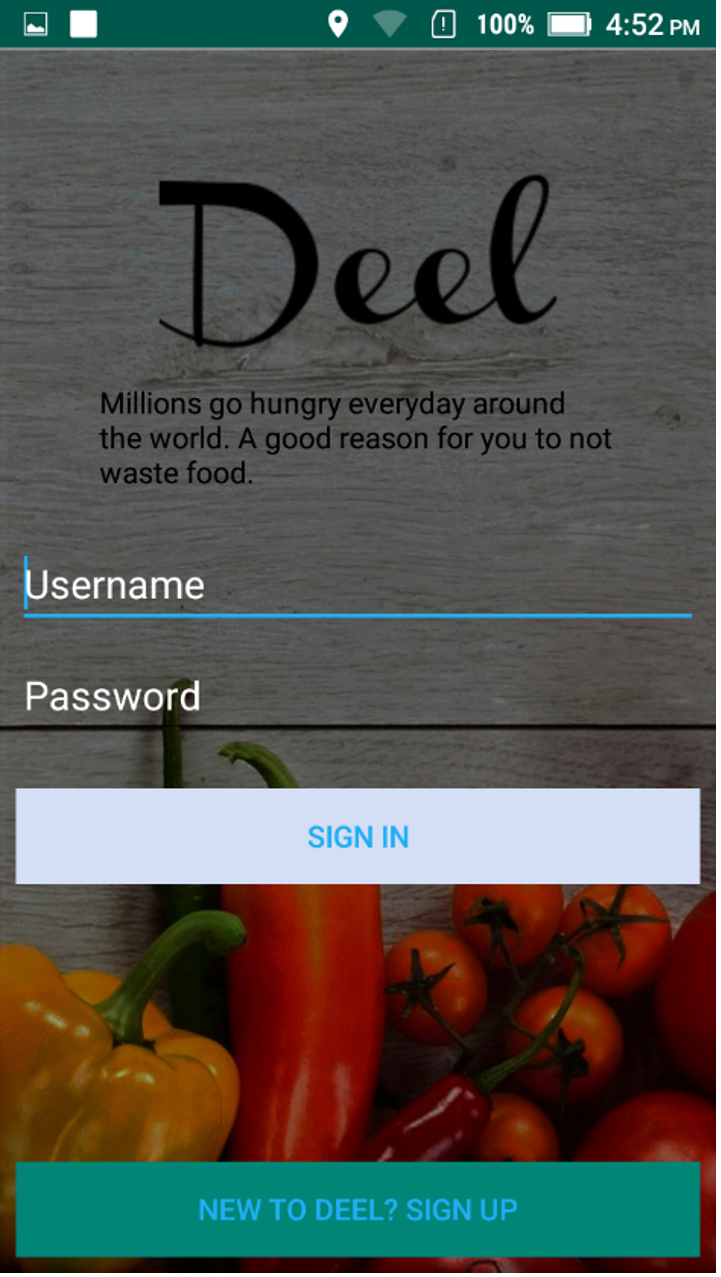 100% 4:52 PM
Deel
Millions go hungry everyday around
the world. A good reason for you to not
waste food.
Username
Password
SIGN IN
NEW TO DEEL? SIGN UP